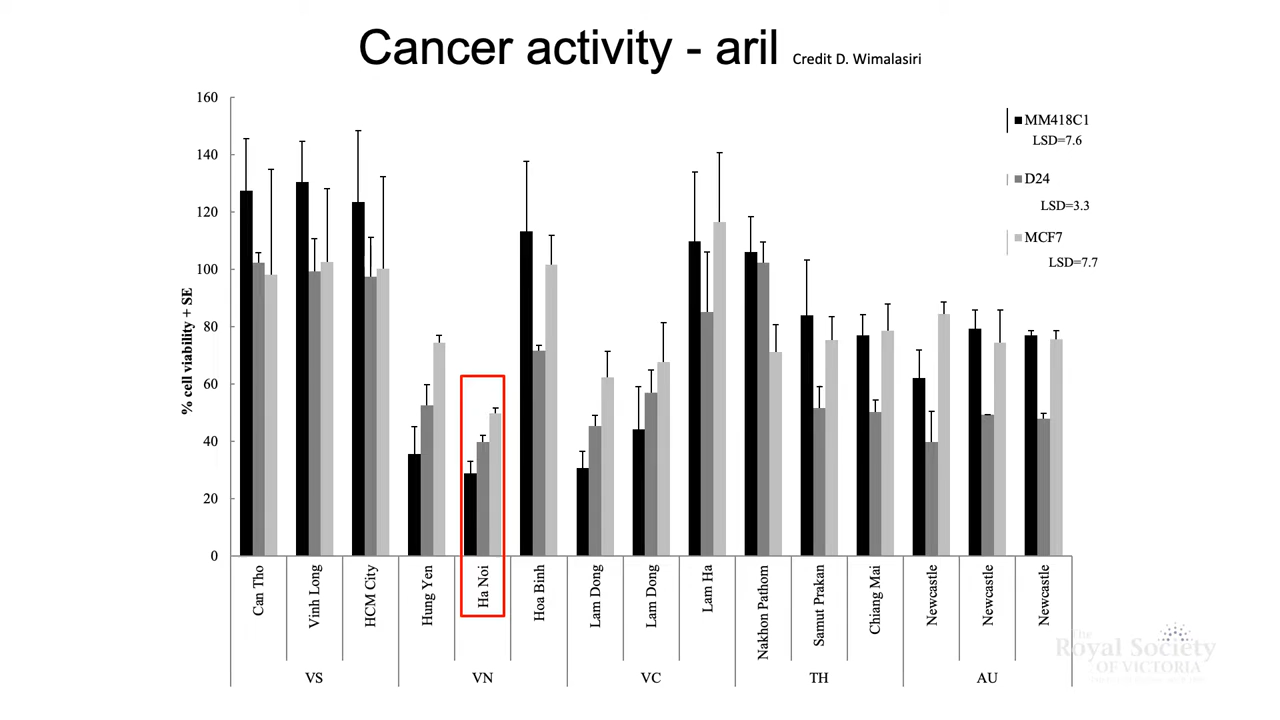 Cancer activity - aril Credit D. Wimalasiri
160
140
120
100
80
60
40
20
0
% cell viability + SE
MM418C1
LSD=7.6
D24
LSD=3.3
MCF7
LSD=7.7
Can Tho
Vinh Long
HCM City
Hung Yen
Ha Noi
Hoa Binh
Lam Dong
Lam Dong
Lam Ha
Nakhon Pathom
Samut Prakan
Chiang Mai
Newcastle
Newcastle
Newcastle
VS
VN
VC
TH
AU
The
Royal Society
OF VICTORIA